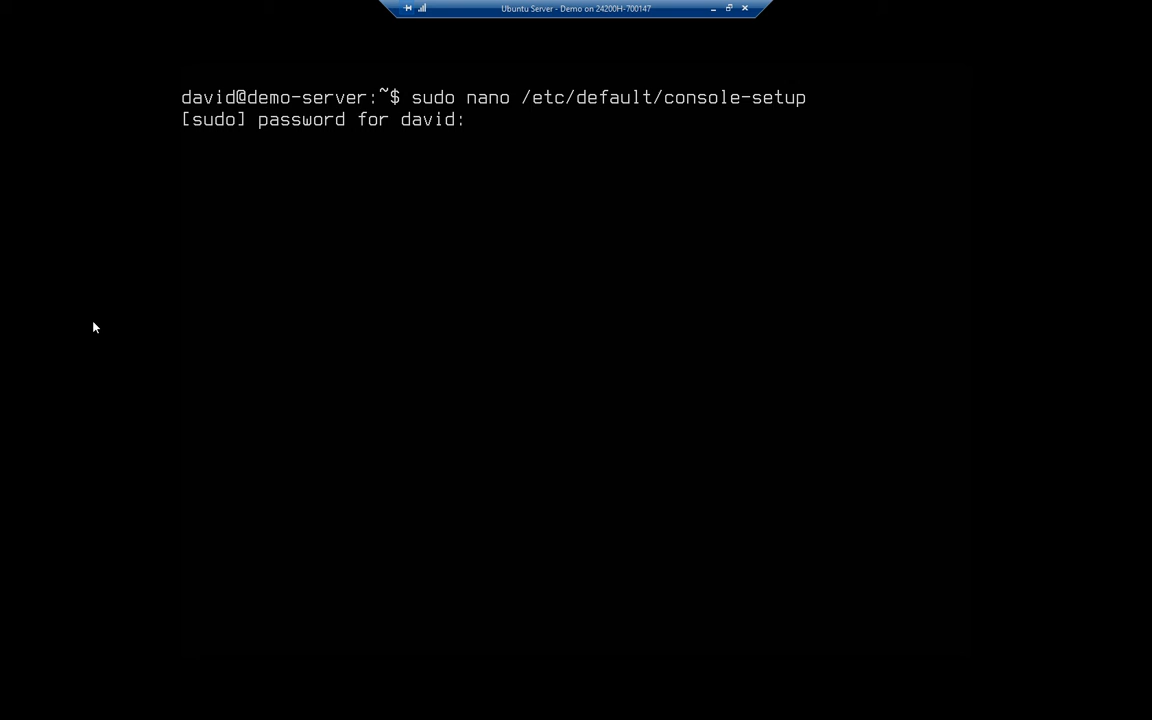 Ubuntu Server - Demo on 24200H-700147
david@demo-server:~$ sudo nano /etc/default/console-setup
[sudo] password for david: